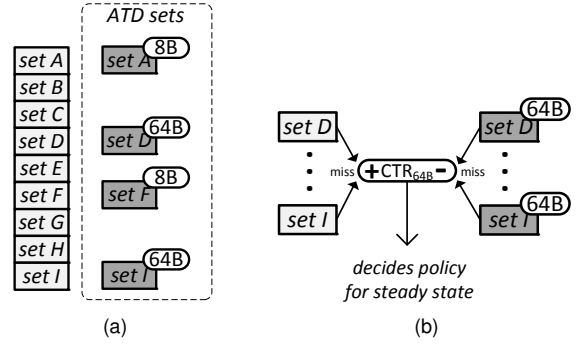 ATD sets
set A
set B
set C
set D
set E
set F
set G
set H
set I
set A
8B
set D
64B
set F
8B
set I
64B
(a)
set D
set I
miss
+CTR64B-
miss
set D
64B
set I
64B
decides policy
for steady state
(b)